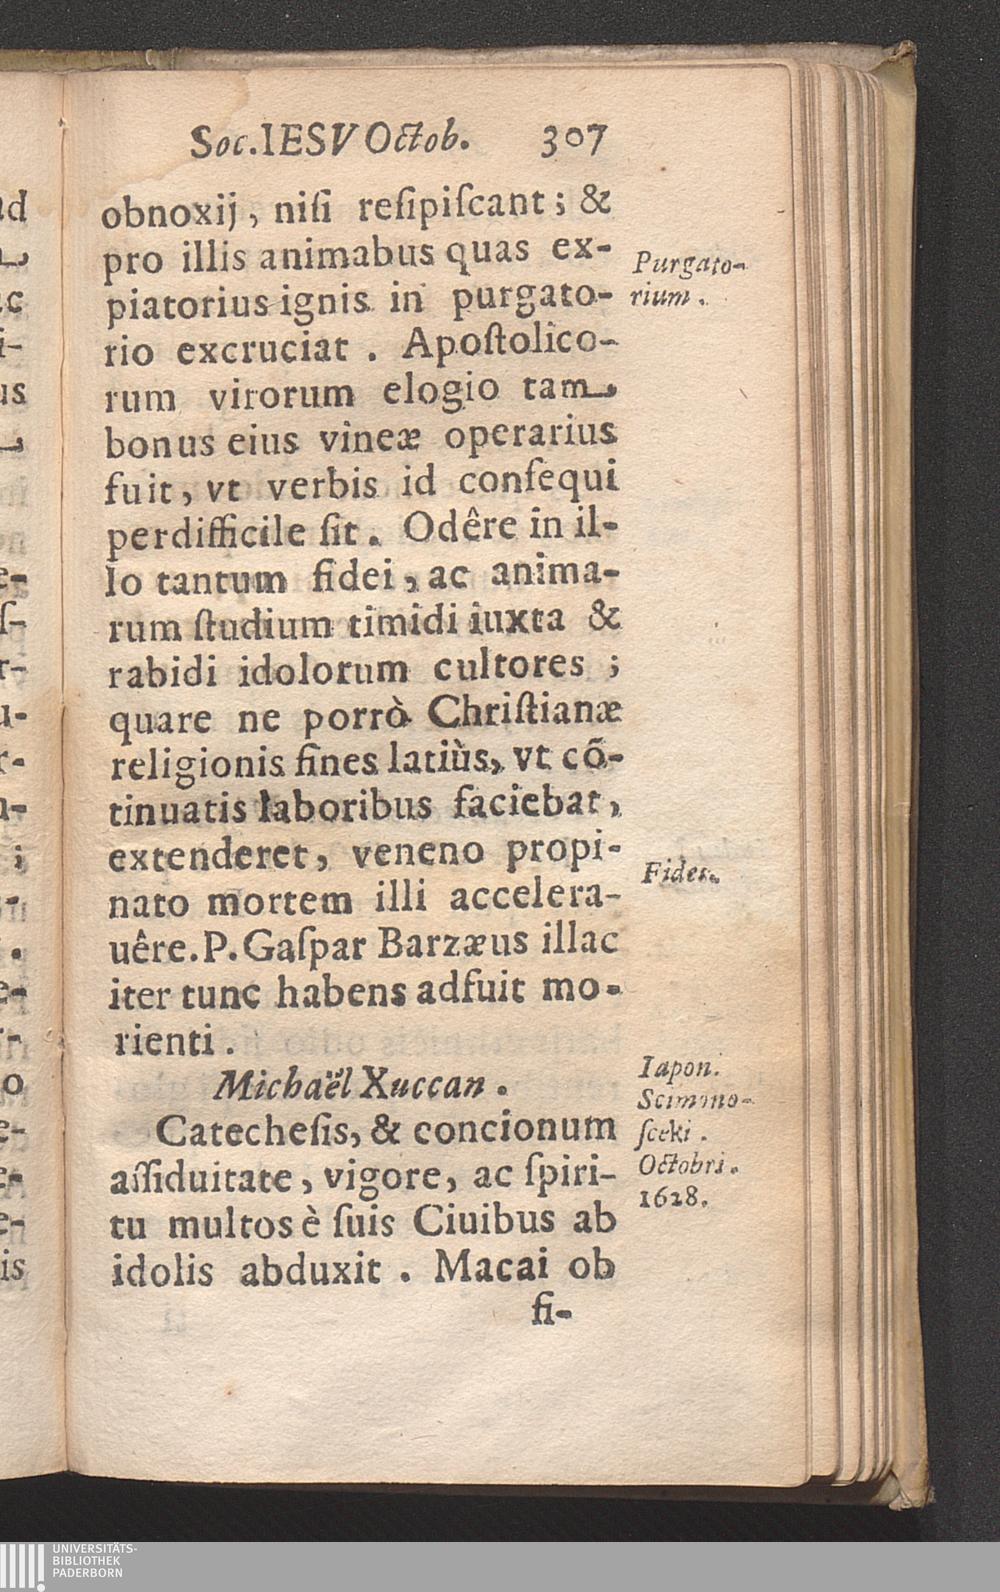 Soc. IESV Octob. 307
obnoxij, niſi reſipiſcant; &
pro illis animabus quas ex-
piatorius ignis in purgato-
rio excruciat. Apoſtolico-
rum virorum elogio tam
bonus eius vineæ operarius
fuit, vt verbis id conſequi
perdifficile ſit. Odêre in il-
lo tantum fidei, ac anima-
rum ſtudium timidi iuxta &
rabidi idolorum cultores;
quare ne porrò Chriſtianæ
religionis fines latiùs, vt cõ-
tinuatis laboribus faciebat,
extenderet, veneno propi-
nato mortem illi accelera-
uêre. P. Gaſpar Barzæus illac
iter tunc habens adfuit mo-
rienti.
Michaël Xuccan.
Catecheſis, & concionum
aſſiduitate, vigore, ac ſpiri-
tu multos è ſuis Ciuibus ab
idolis abduxit. Macai ob
fi-
Purgato-
rium.
Fides.
Iapon.
Scimmo-
ſceki.
Octobri.
1628.
UNIVERSITÄTS-
BIBLIOTHEK
PADERBORN